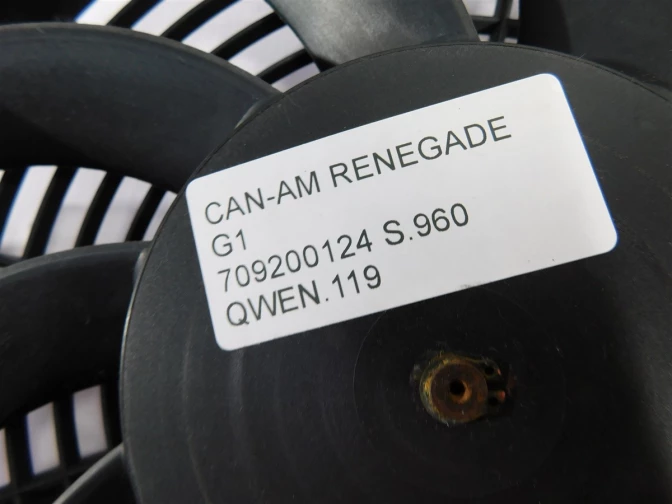 CAN-AM RENEGADE
G1
709200124 S.960
QWEN.119